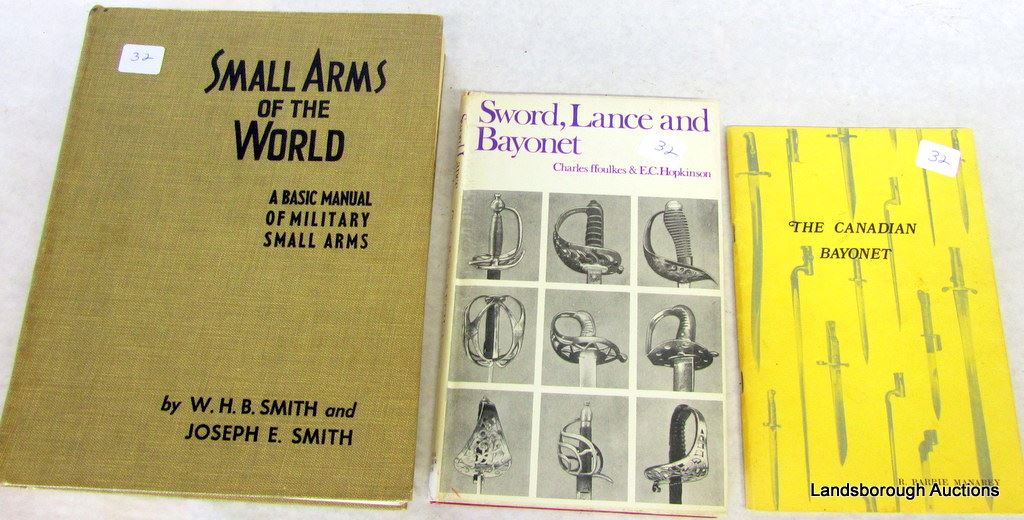 32
SMALL ARMS
OF THE
WORLD
A BASIC MANUAL
OF MILITARY
SMALL ARMS
by W. H. B. SMITH and
JOSEPH E. SMITH
Sword, Lance and
Bayonet
32
Charles ffoulkes & E.C. Hopkinson
32
THE CANADIAN
BAYONET
R. BARRIE MANAREY
Landsborough Auctions